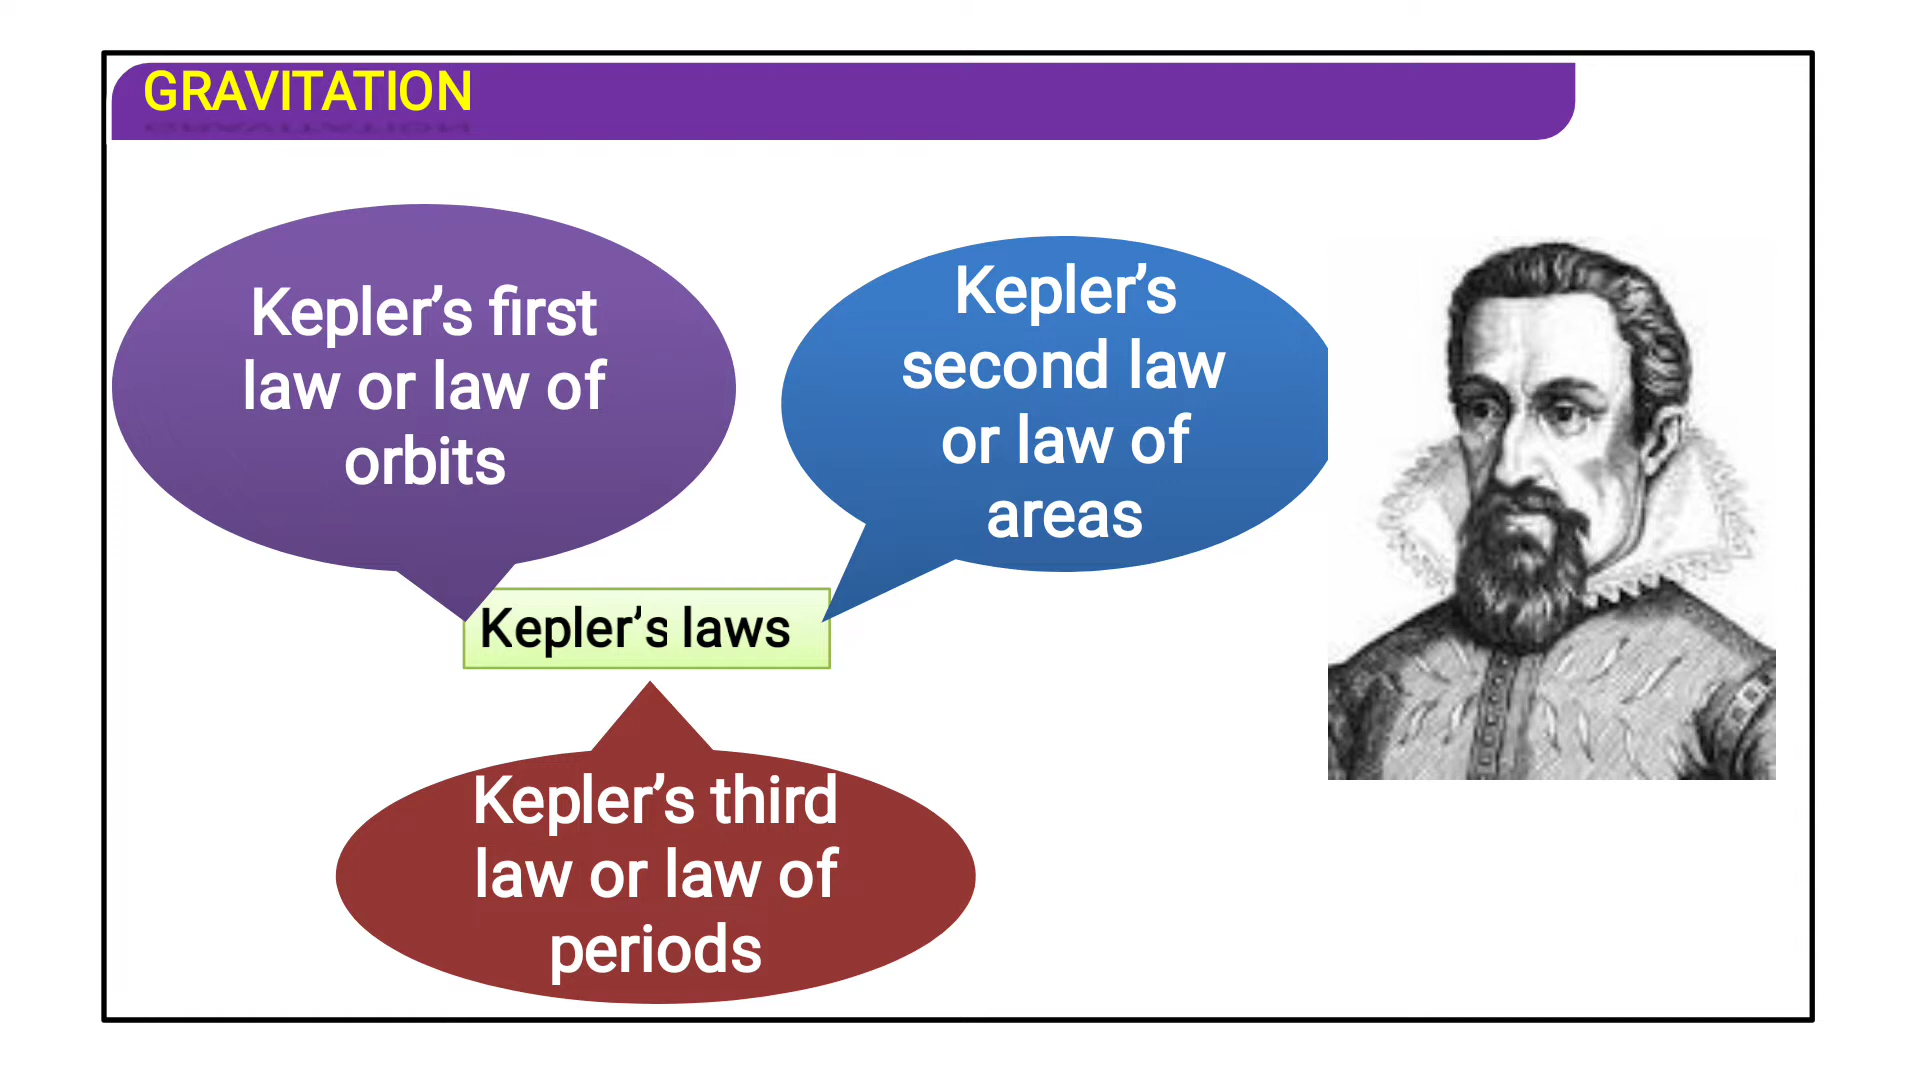 GRAVITATION
Kepler’s first
law or law of
orbits
Kepler’s
second law
or law of
areas
Kepler’s laws
Kepler’s third
law or law of
periods